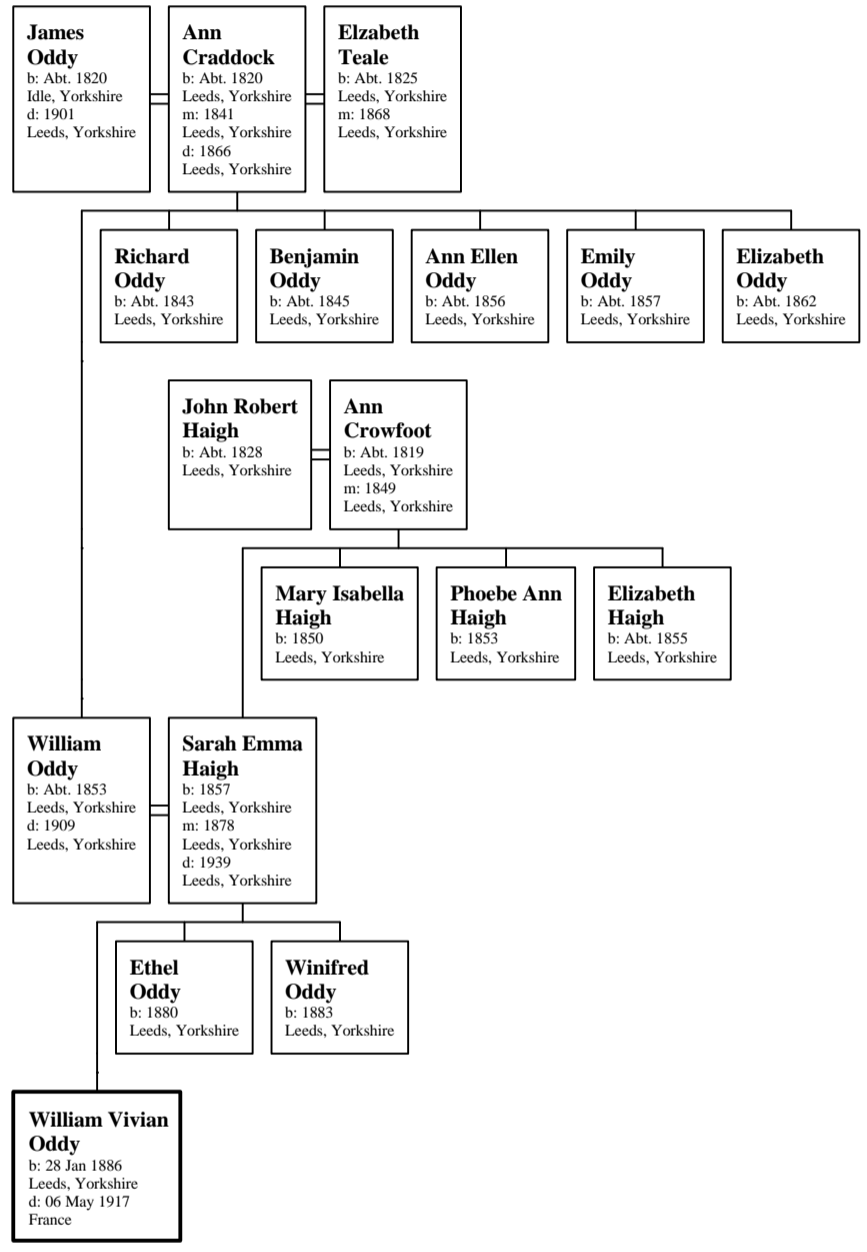 James
Oddy
b: Abt. 1820
Idle, Yorkshire
d: 1901
Leeds, Yorkshire
Ann
Craddock
b: Abt. 1820
Leeds, Yorkshire
m: 1841
Leeds, Yorkshire
d: 1866
Leeds, Yorkshire
Elzabeth
Teale
b: Abt. 1825
Leeds, Yorkshire
m: 1868
Leeds, Yorkshire
Richard
Oddy
b: Abt. 1843
Leeds, Yorkshire
Benjamin
Oddy
b: Abt. 1845
Leeds, Yorkshire
Ann Ellen
Oddy
b: Abt. 1856
Leeds, Yorkshire
Emily
Oddy
b: Abt. 1857
Leeds, Yorkshire
Elizabeth
Oddy
b: Abt. 1862
Leeds, Yorkshire
John Robert
Haigh
b: Abt. 1828
Leeds, Yorkshire
Ann
Crowfoot
b: Abt. 1819
Leeds, Yorkshire
m: 1849
Leeds, Yorkshire
Mary Isabella
Haigh
b: 1850
Leeds, Yorkshire
Phoebe Ann
Haigh
b: 1853
Leeds, Yorkshire
Elizabeth
Haigh
b: Abt. 1855
Leeds, Yorkshire
William
Oddy
b: Abt. 1853
Leeds, Yorkshire
d: 1909
Leeds, Yorkshire
Sarah Emma
Haigh
b: 1857
Leeds, Yorkshire
m: 1878
Leeds, Yorkshire
d: 1939
Leeds, Yorkshire
Ethel
Oddy
b: 1880
Leeds, Yorkshire
Winifred
Oddy
b: 1883
Leeds, Yorkshire
William Vivian
Oddy
b: 28 Jan 1886
Leeds, Yorkshire
d: 06 May 1917
France